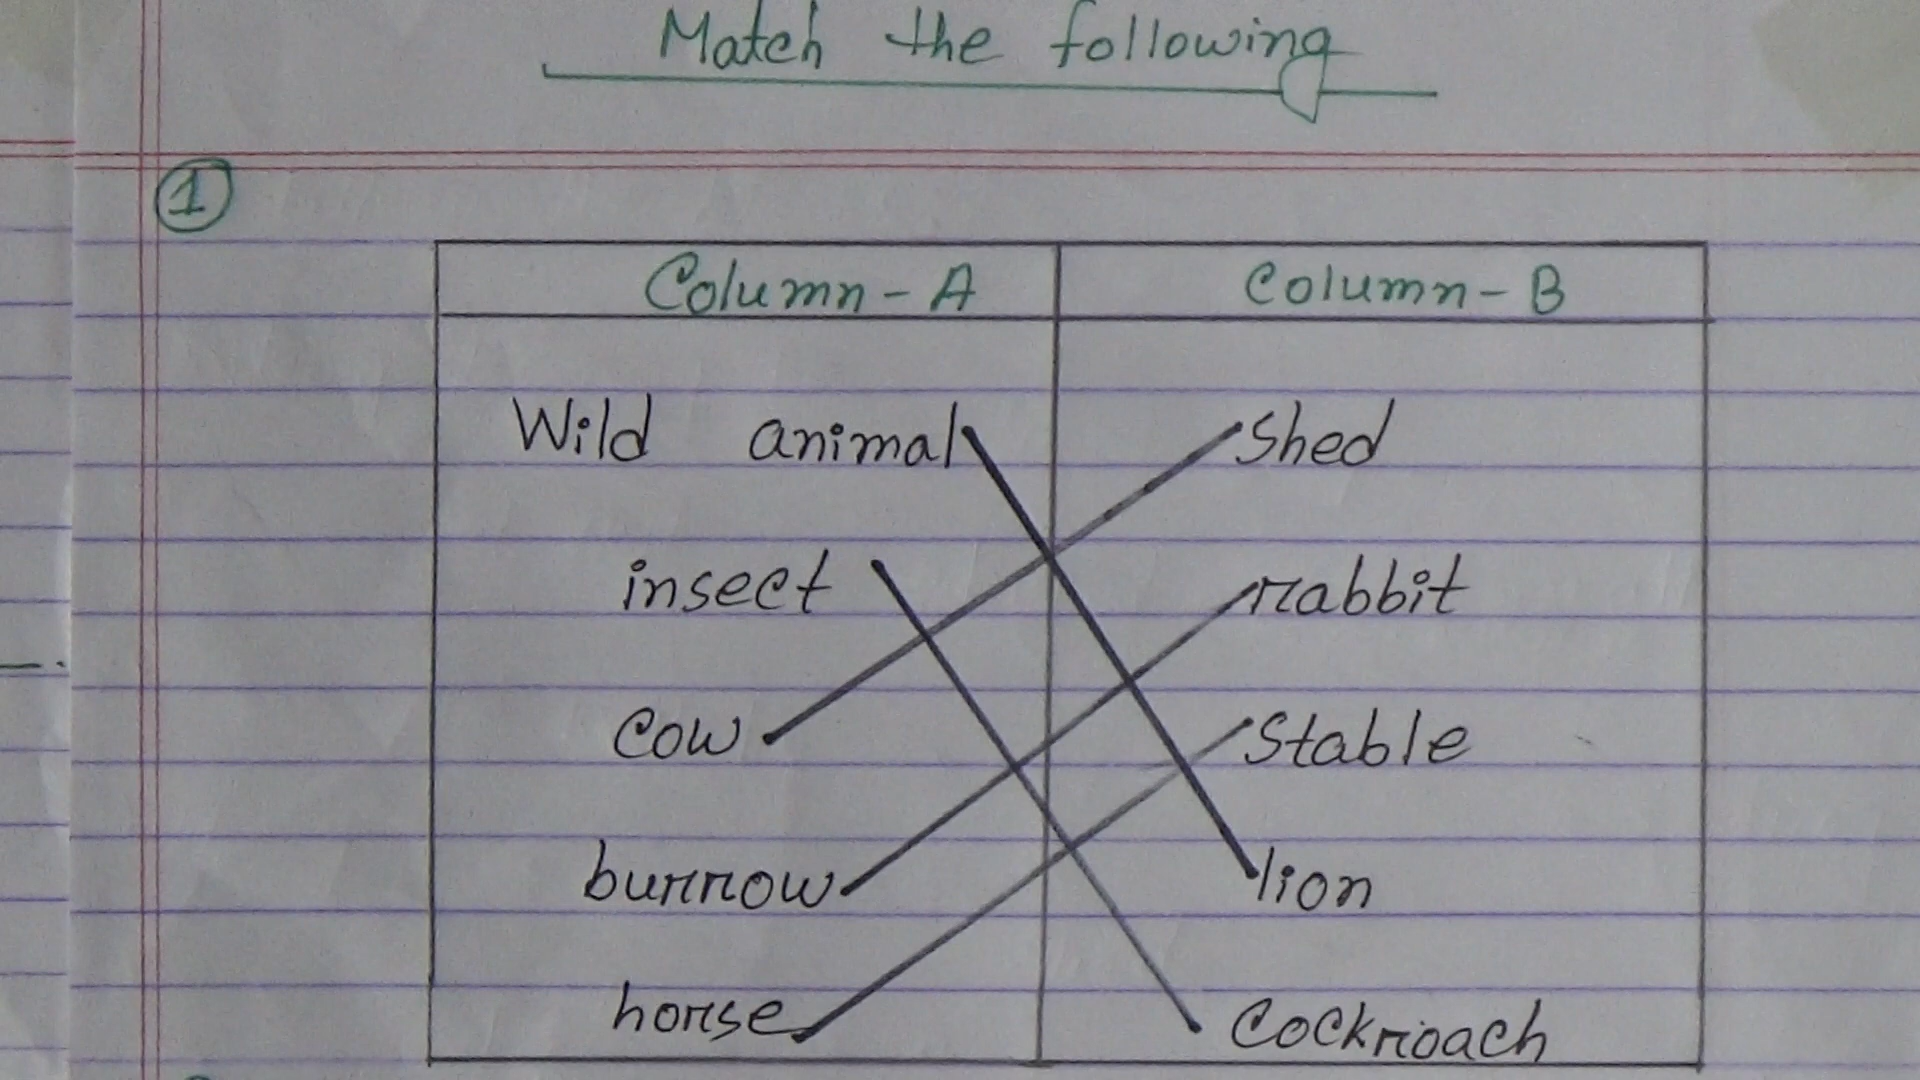 Match the following
1
Column-A Column-B
Wild animal Shed
insect rabbit
Cow Stable
burrow lion
horse Cockroach